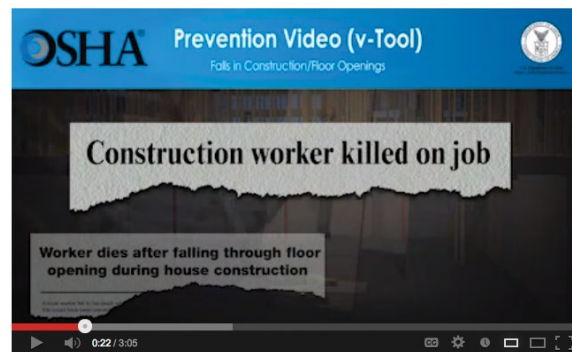 OSHA®
Prevention Video (v-Tool)
Falls in Construction/Floor Openings
Construction worker killed on job
Worker dies after falling through floor
opening during house construction
0:22 / 3:05
CC